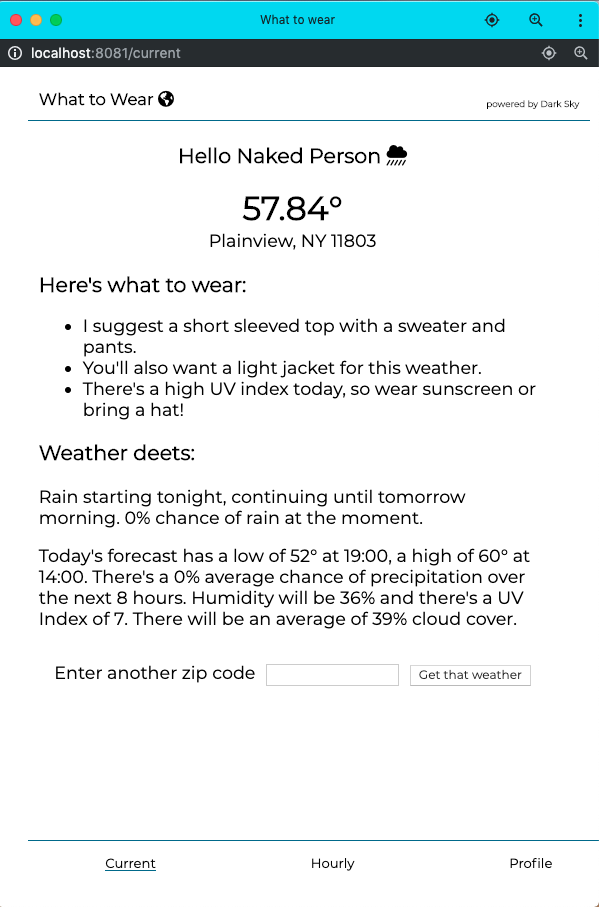 What to wear
localhost:8081/current
What to Wear
powered by Dark Sky
Hello Naked Person
57.84°
Plainview, NY 11803
Here's what to wear:
• I suggest a short sleeved top with a sweater and
pants.
• You'll also want a light jacket for this weather.
• There's a high UV index today, so wear sunscreen or
bring a hat!
Weather deets:
Rain starting tonight, continuing until tomorrow
morning. 0% chance of rain at the moment.
Today's forecast has a low of 52° at 19:00, a high of 60° at
14:00. There's a 0% average chance of precipitation over
the next 8 hours. Humidity will be 36% and there's a UV
Index of 7. There will be an average of 39% cloud cover.
Enter another zip code Get that weather
Current Hourly Profile